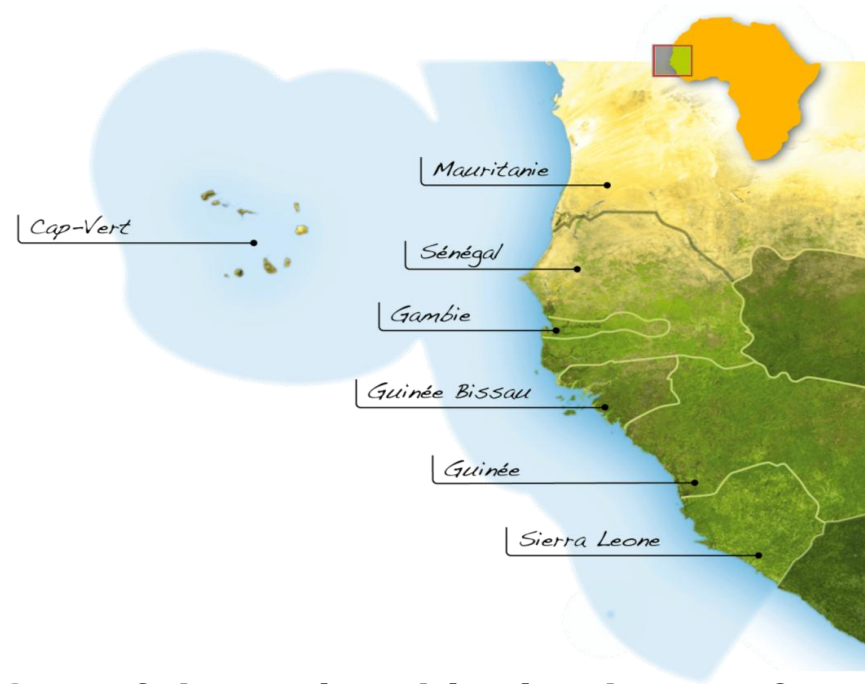 Mauritanie
Cap-Vert
Sénégal
Gambie
Guinée Bissau
Guinée
Sierra Leone